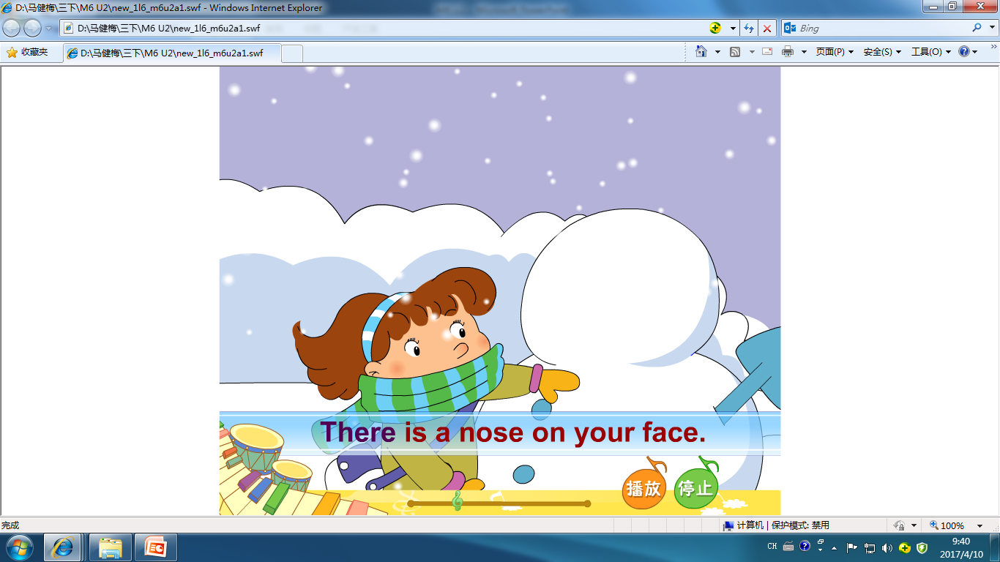 D:\马健梅\三下\M6 U2\new_1l6_m6u2a1.swf - Windows Internet Explorer
D:\马健梅\三下\M6 U2\new_1l6_m6u2a1.swf
Bing
收藏夹
D:\马健梅\三下\M6 U2\new_1l6_m6u2a1.swf
页面(P)
安全(S)
工具(O)
There is a nose on your face.
播放
停止
完成
计算机 | 保护模式: 禁用
100%
CH
9:40
2017/4/10